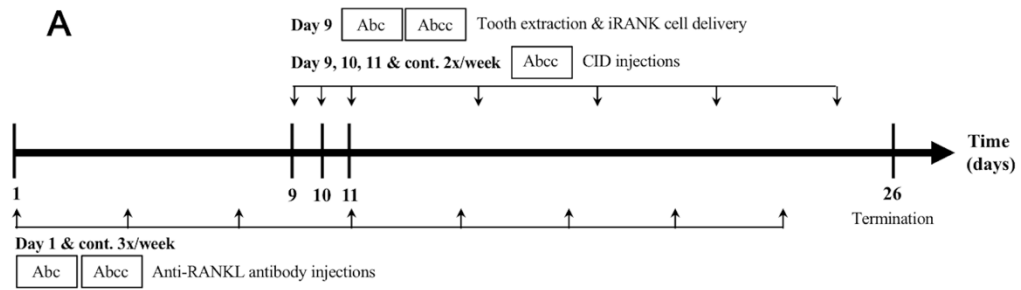 A
Day 9 Abc Abcc Tooth extraction & iRANK cell delivery
Day 9, 10, 11 & cont. 2x/week Abcc CID injections
Time
(days)
1 9 10 11 26
Termination
Day 1 & cont. 3x/week
Abc Abcc Anti-RANKL antibody injections